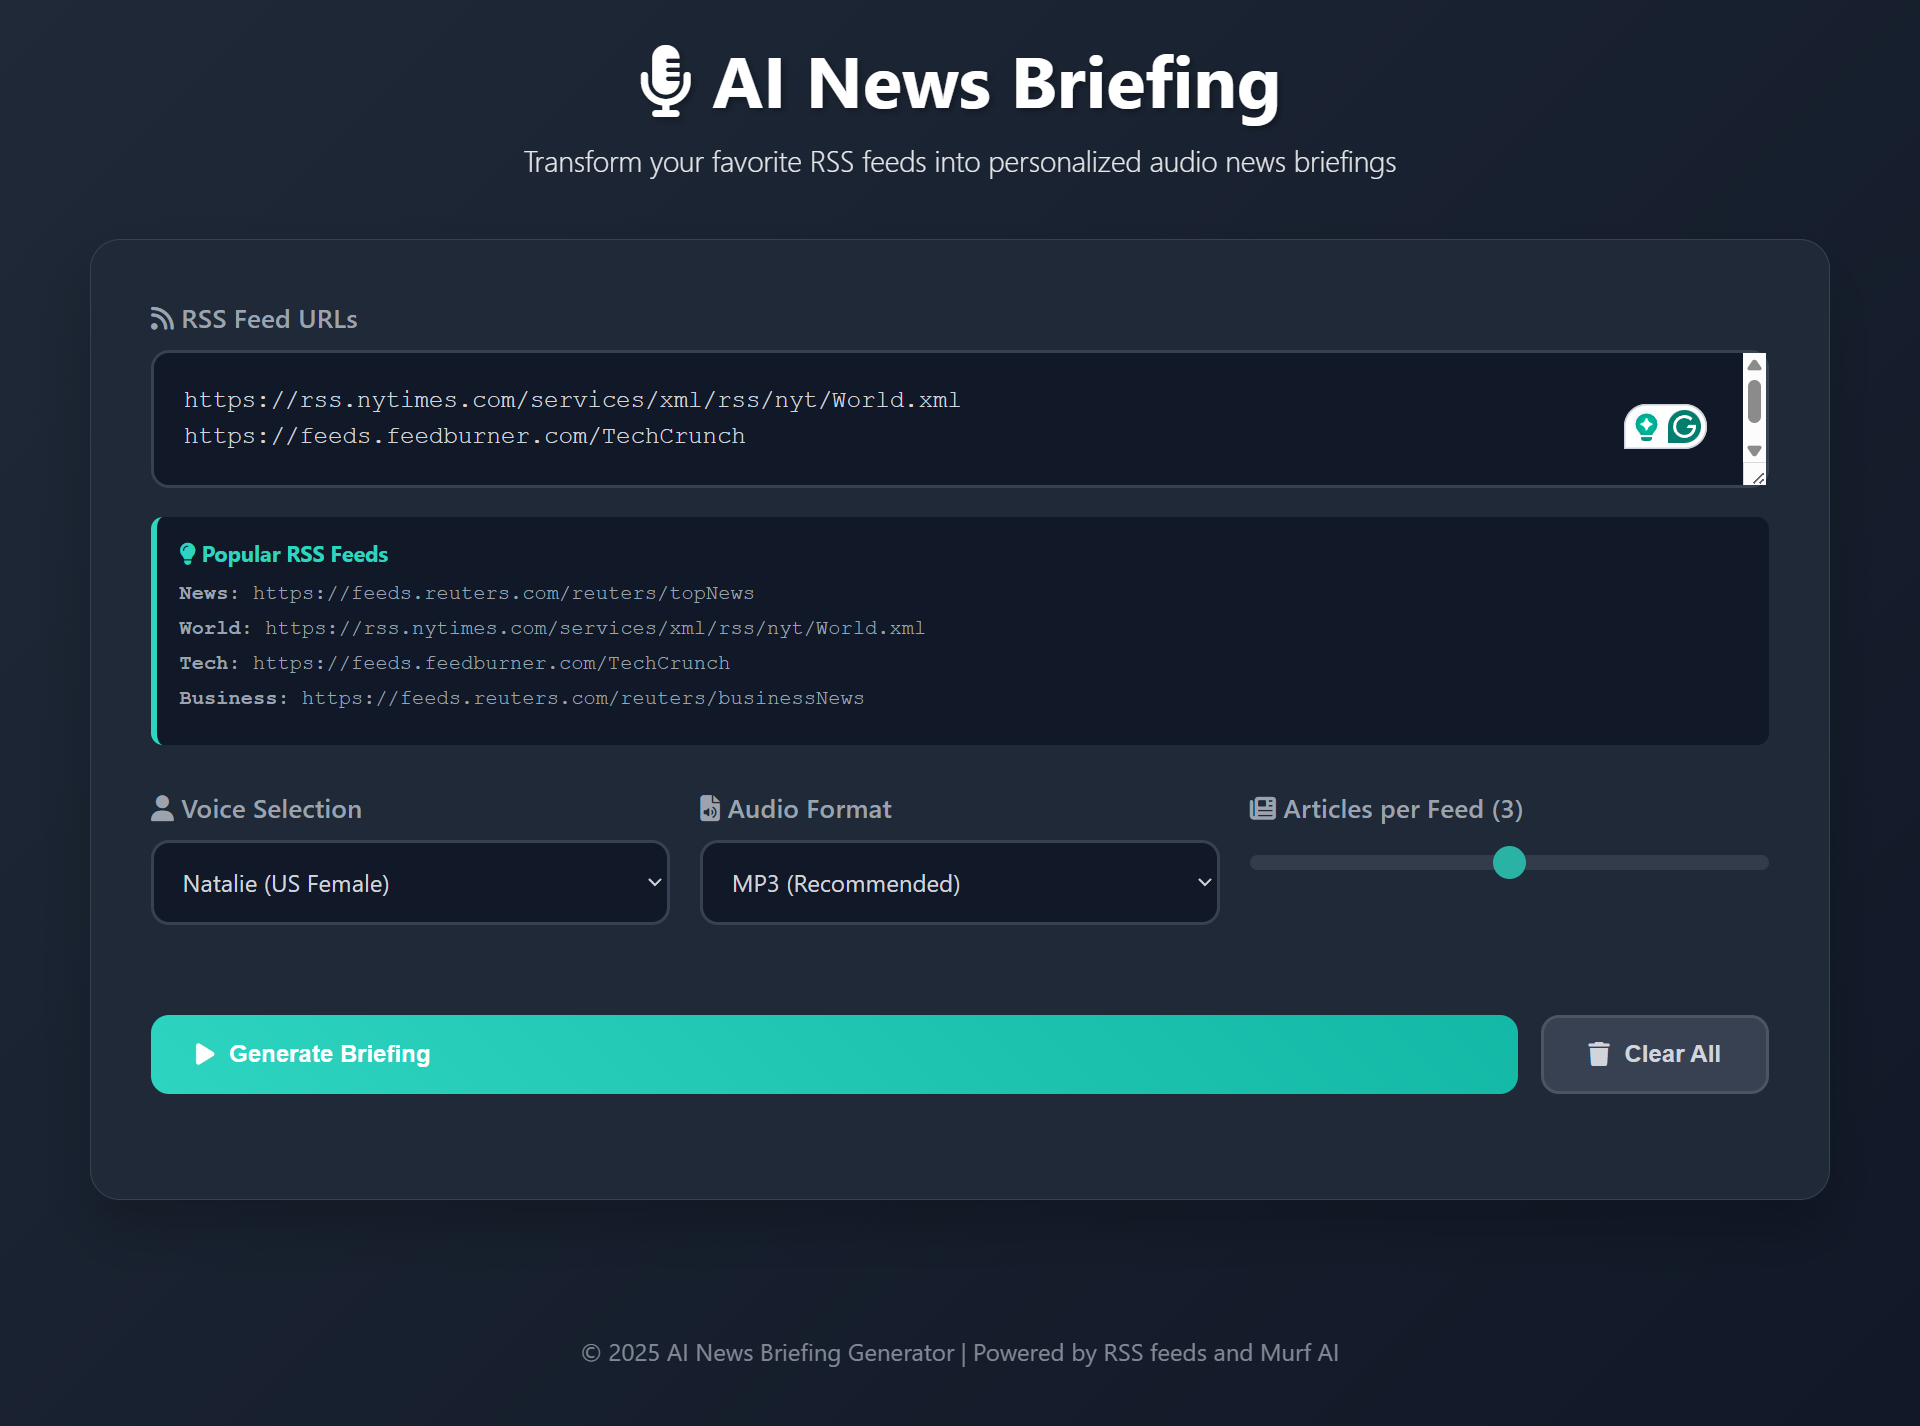 AI News Briefing
Transform your favorite RSS feeds into personalized audio news briefings
RSS Feed URLs
https://rss.nytimes.com/services/xml/rss/nyt/World.xml
https://feeds.feedburner.com/TechCrunch
Popular RSS Feeds
News: https://feeds.reuters.com/reuters/topNews
World: https://rss.nytimes.com/services/xml/rss/nyt/World.xml
Tech: https://feeds.feedburner.com/TechCrunch
Business: https://feeds.reuters.com/reuters/businessNews
Voice Selection
Natalie (US Female)
Audio Format
MP3 (Recommended)
Articles per Feed (3)
Generate Briefing
Clear All
© 2025 AI News Briefing Generator | Powered by RSS feeds and Murf AI